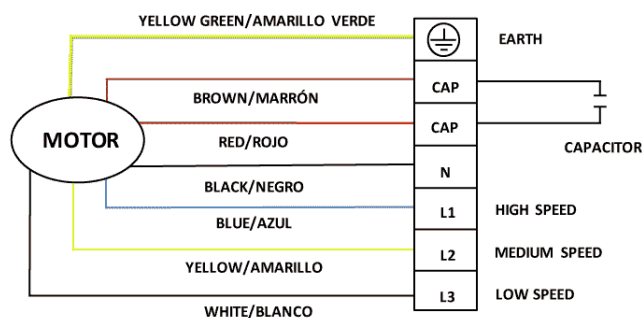 YELLOW GREEN/AMARILLO VERDE
EARTH
CAP
BROWN/MARRÓN
CAP
RED/ROJO
CAPACITOR
MOTOR
N
BLACK/NEGRO
L1
HIGH SPEED
BLUE/AZUL
L2
MEDIUM SPEED
YELLOW/AMARILLO
L3
LOW SPEED
WHITE/BLANCO